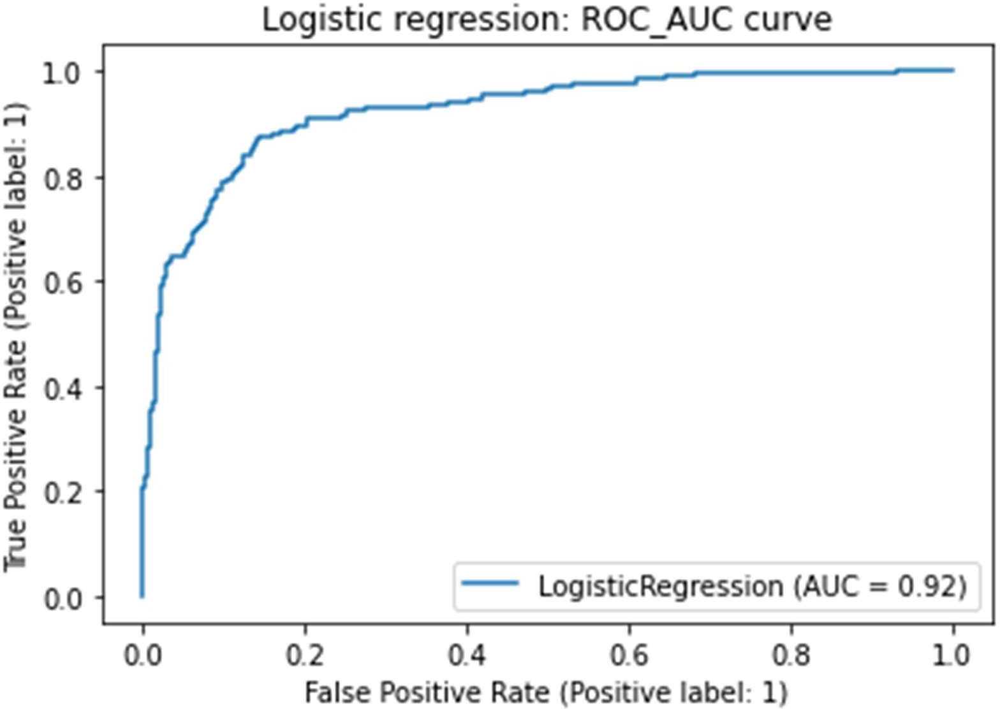 Logistic regression: ROC_AUC curve
True Positive Rate (Positive label: 1)
1.0
0.8
0.6
0.4
0.2
0.0
LogisticRegression (AUC = 0.92)
0.0 0.2 0.4 0.6 0.8 1.0
False Positive Rate (Positive label: 1)